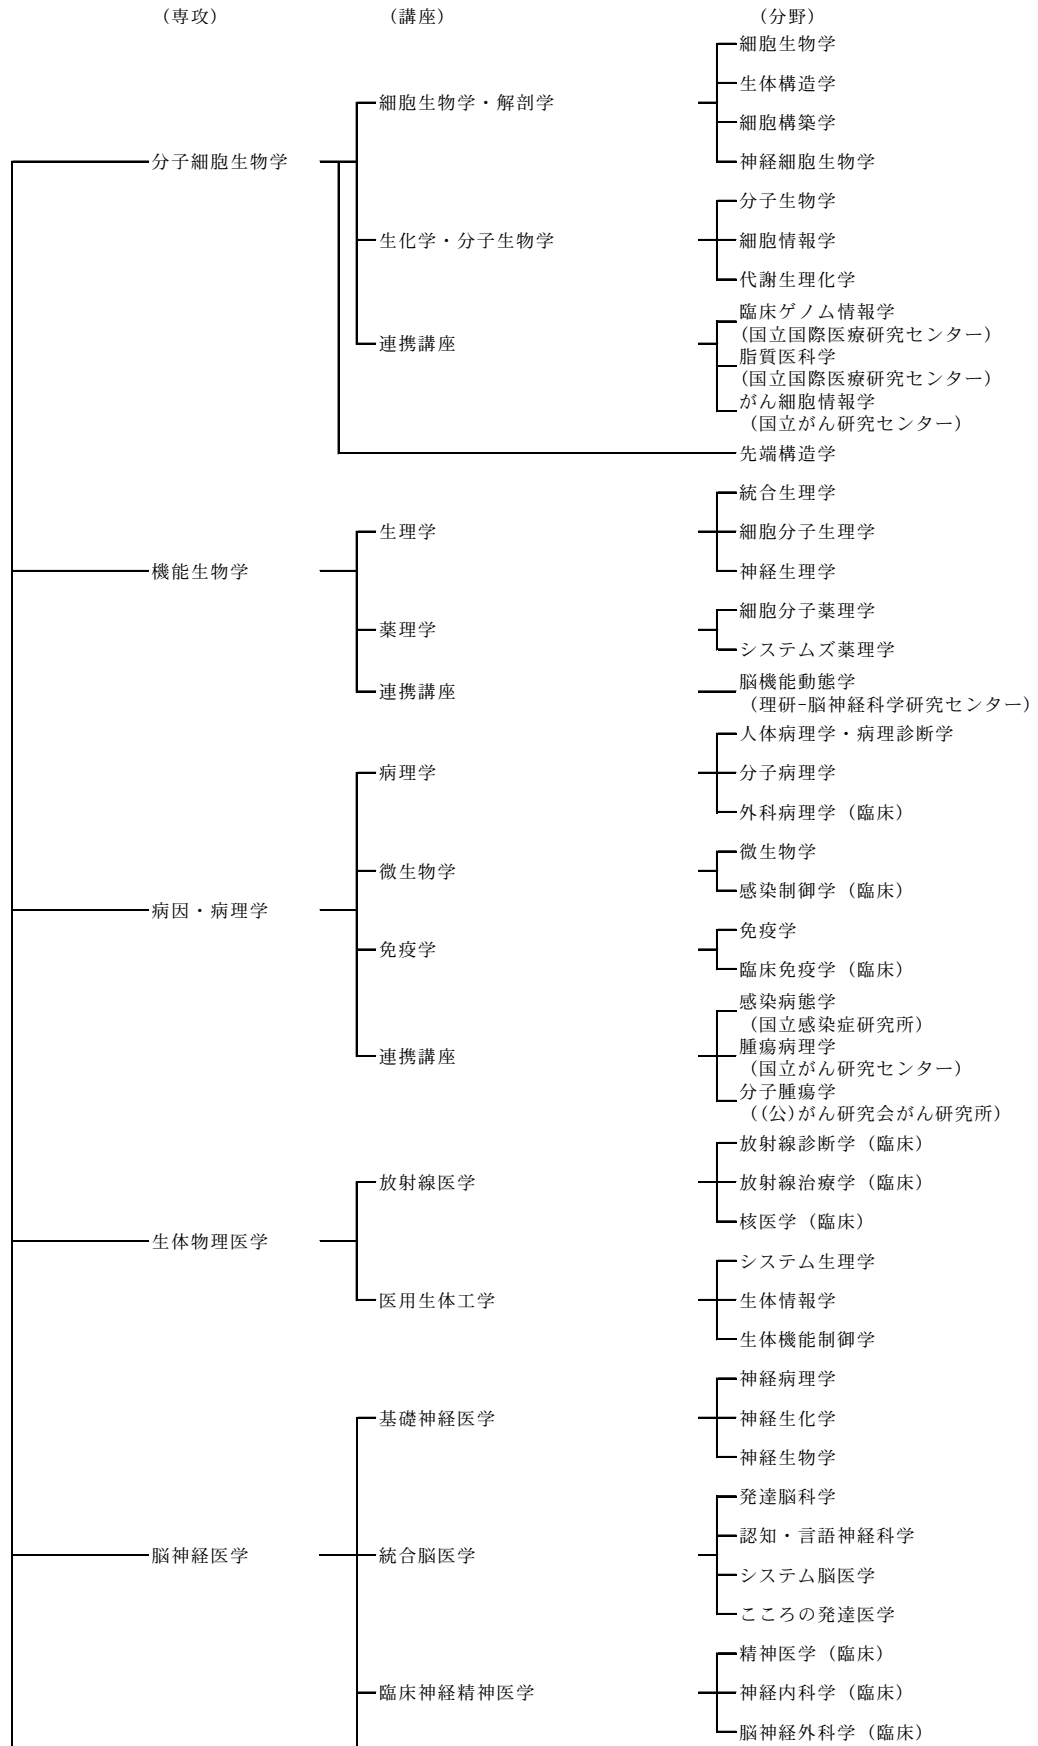 （専攻） （講座） （分野）
細胞生物学
生体構造学
細胞生物学・解剖学
細胞構築学
分子細胞生物学 神経細胞生物学
分子生物学
生化学・分子生物学 細胞情報学
代謝生理化学
臨床ゲノム情報学
(国立国際医療研究センター）
連携講座
脂質医科学
(国立国際医療研究センター）
がん細胞情報学
（国立がん研究センター）
先端構造学
統合生理学
生理学 細胞分子生理学
機能生物学 神経生理学
細胞分子薬理学
薬理学
システムズ薬理学
脳機能動態学
連携講座
（理研-脳神経科学研究センター）
人体病理学・病理診断学
病理学 分子病理学
外科病理学（臨床）
微生物学
微生物学
感染制御学（臨床）
病因・病理学
免疫学
免疫学
臨床免疫学（臨床）
感染病態学
（国立感染症研究所）
連携講座 腫瘍病理学
（国立がん研究センター）
分子腫瘍学
（(公)がん研究会がん研究所）
放射線診断学（臨床）
放射線医学 放射線治療学（臨床）
核医学（臨床）
生体物理医学
システム生理学
医用生体工学 生体情報学
生体機能制御学
神経病理学
基礎神経医学 神経生化学
神経生物学
発達脳科学
認知・言語神経科学
脳神経医学 統合脳医学
システム脳医学
こころの発達医学
精神医学（臨床）
臨床神経精神医学 神経内科学（臨床）
脳神経外科学（臨床）